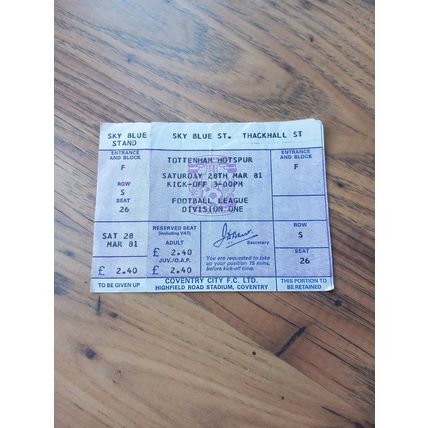 SKY BLUE STAND
SKY BLUE ST. THACKHALL ST
ENTRANCE AND BLOCK
F
ROW
S
SEAT
26
SAT 28
MAR 81
£ 2.40
TO BE GIVEN UP
TOTTENHAM HOTSPUR
SATURDAY 28TH MAR 81
KICK-OFF 3-00PM
FOOTBALL LEAGUE
DIVISION ONE
RESERVED SEAT
(including VAT)
ADULT
£ 2.40
JUV./O.A.P.
£ 2.40
Secretary
You are requested to take
up your position 15 mins.
before kick-off time.
COVENTRY CITY F.C. LTD.
HIGHFIELD ROAD STADIUM, COVENTRY
ENTRANCE
AND BLOCK
F
ROW
S
SEAT
26
THIS PORTION TO
BE RETAINED